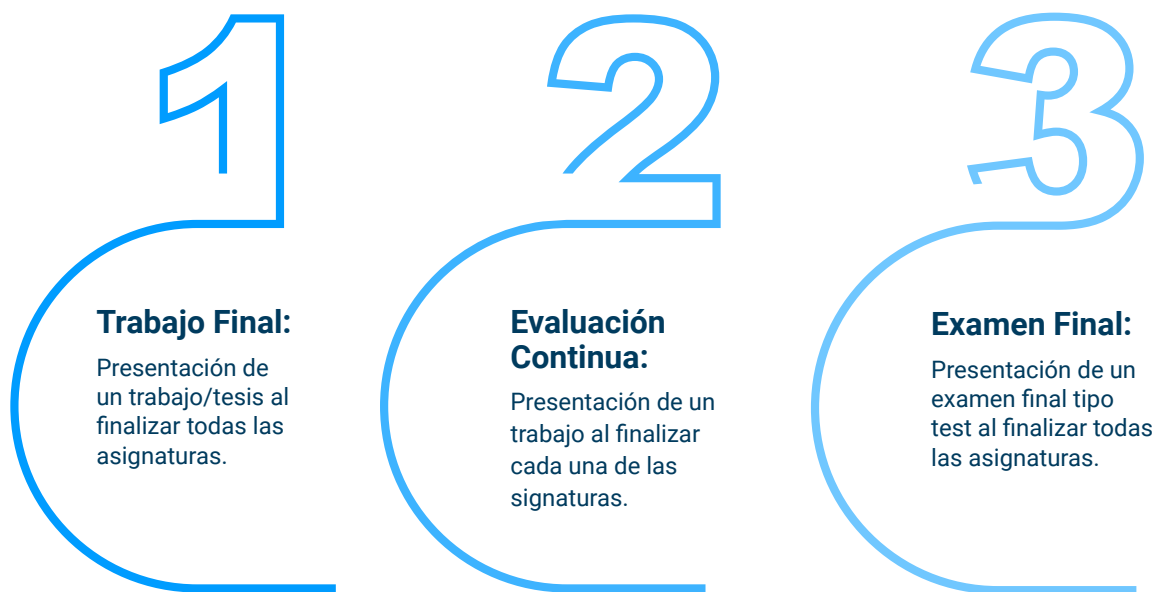 1
Trabajo Final:
Presentación de
un trabajo/tesis al
finalizar todas las
asignaturas.
2
Evaluación
Continua:
Presentación de un
trabajo al finalizar
cada una de las
signaturas.
3
Examen Final:
Presentación de un
examen final tipo
test al finalizar todas
las asignaturas.